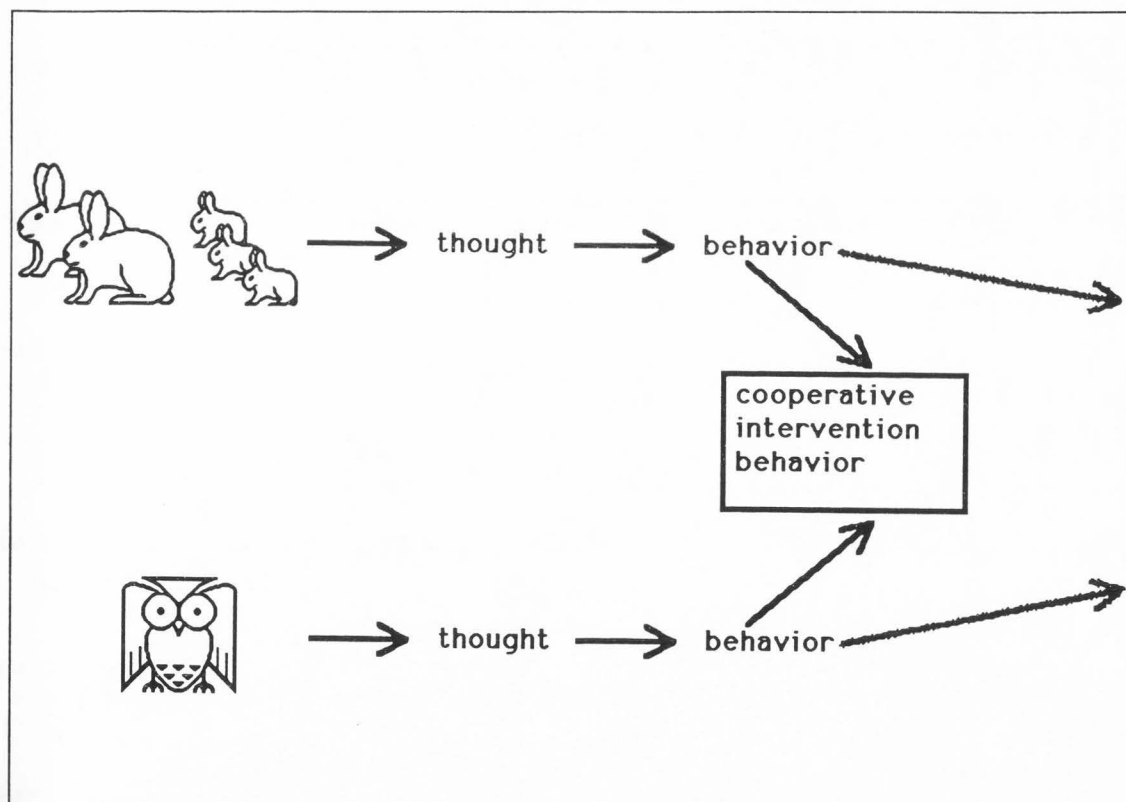 thought
behavior
cooperative
intervention
behavior
thought
behavior